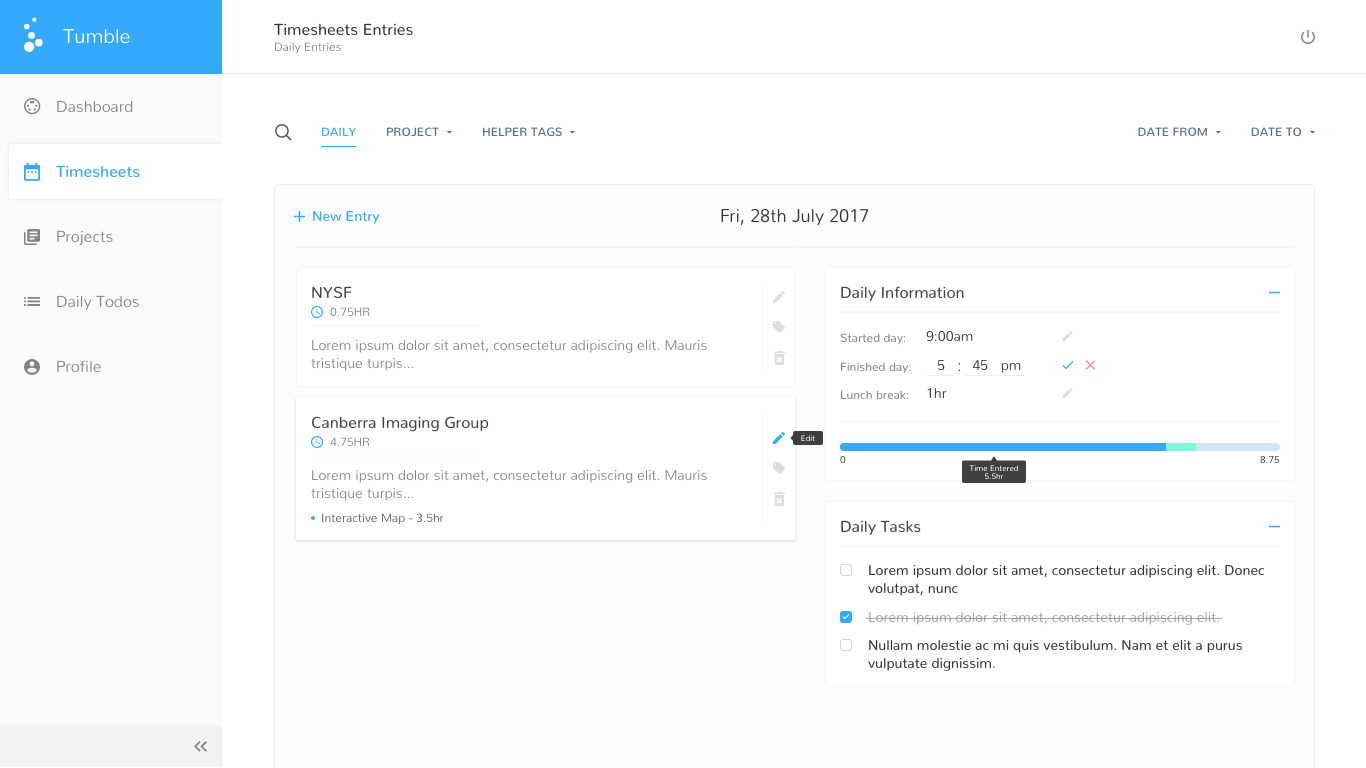 Tumble
Timesheets Entries
Daily Entries
Dashboard
Timesheets
Projects
Daily Todos
Profile
DAILY
PROJECT
HELPER TAGS
DATE FROM
DATE TO
+ New Entry
Fri, 28th July 2017
NYSF
0.75HR
Lorem ipsum dolor sit amet, consectetur adipiscing elit. Mauris
tristique turpis...
Canberra Imaging Group
4.75HR
Lorem ipsum dolor sit amet, consectetur adipiscing elit. Mauris
tristique turpis...
• Interactive Map - 3.5hr
Edit
Daily Information
Started day: 9:00am
Finished day: 5 : 45 pm
Lunch break: 1hr
0
8.75
Time Entered
5.5hr
Daily Tasks
Lorem ipsum dolor sit amet, consectetur adipiscing elit. Donec
volutpat, nunc
Lorem ipsum dolor sit amet, consectetur adipiscing elit.
Nullam molestie ac mi quis vestibulum. Nam et elit a purus
vulputate dignissim.